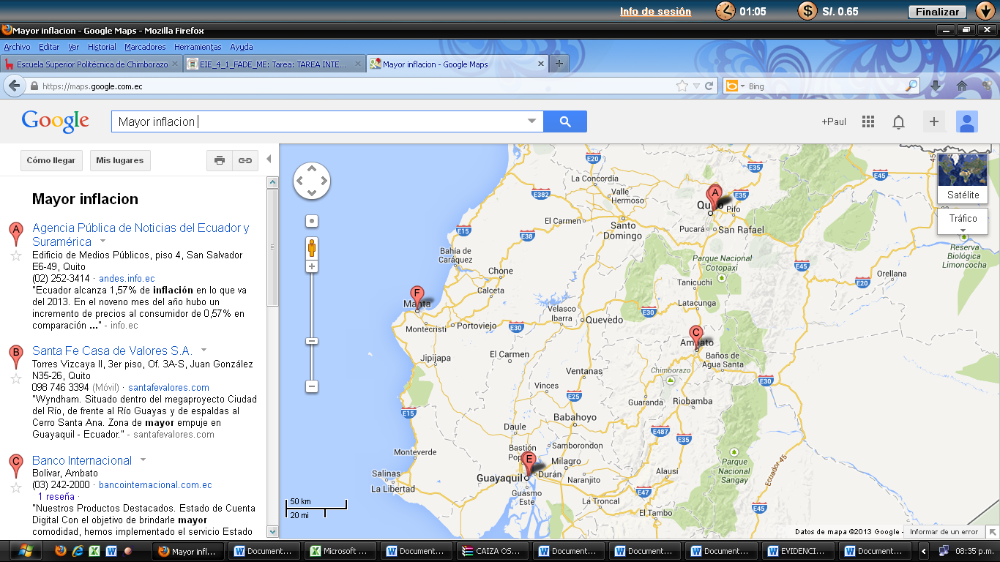 Info de sesión 01:05 S/. 0.65 Finalizar
Mayor inflacion - Google Maps - Mozilla Firefox
Archivo Editar Ver Historial Marcadores Herramientas Ayuda
Escuela Superior Politécnica de Chimborazo
EIE_4_1_FADE_ME: Tarea: TAREA INTE...
Mayor inflacion - Google Maps
https://maps.google.com.ec
Bing
Google
Mayor inflacion
+Paul
Cómo llegar Mis lugares
Mayor inflacion
A Agencia Pública de Noticias del Ecuador y
Suramérica
Edificio de Medios Públicos, piso 4, San Salvador
E6-49, Quito
(02) 252-3414 · andes.info.ec
"Ecuador alcanza 1,57% de inflación en lo que va
del 2013. En el noveno mes del año hubo un
incremento de precios al consumidor de 0,57% en
comparación ..." - info.ec
B Santa Fe Casa de Valores S.A.
Torres Vizcaya II, 3er piso, Of. 3A-S, Juan González
N35-26, Quito
098 746 3394 (Móvil) · santafevalores.com
"Wyndham. Situado dentro del megaproyecto Ciudad
del Río, de frente al Río Guayas y de espaldas al
Cerro Santa Ana. Zona de mayor empuje en
Guayaquil - Ecuador." - santafevalores.com
C Banco Internacional
Bolivar, Ambato
(03) 242-2000 · bancointernacional.com.ec
1 reseña ·
"Nuestros Productos Destacados. Estado de Cuenta
Digital Con el objetivo de brindarle mayor
comodidad, hemos implementado el servicio Estado
E20
E35
45
E45
La Concordia
E382
Valle
Hermoso
A
E35
Satélite
Quito
Pifo
El Carmen
Santo
Domingo
Pucará
San Rafael
Tráfico
E15
E38
Reserva
Biológica
Limoncocha
Bahía de
Caráquez
Parque Nacional
Cotopaxi
E45
Chone
Orellana
E20
Tanicuchi
Calceta
F
Manta
Latacunga
Velasco
Ibarra
E30
Quevedo
Montecristi
Portoviejo
E30
C
Ambato
Jipijapa
El Carmen
Baños de
Agua Santa
Ventanas
Chimborazo
E30
Vinces
E25
Guaranda
Riobamba
E15
Babahoyo
Daule
E487
E35
Monteverde
Bastión
Samborondon
E
Milagro
Parque
Nacional
Sangay
Ecuador 45
Salinas
Guayaquil
Durán
Naranjito
Alausí
La Libertad
Guasmo
Este
E47
La Troncal
E45
El Tambo
50 km
20 mi
Datos de mapa ©2013 Google - Informar de un error
Mayor infl... Document... Microsoft ... Document... CAIZA OS... Document... Document... Document... EVIDENCI... Document... 08:35 p.m.